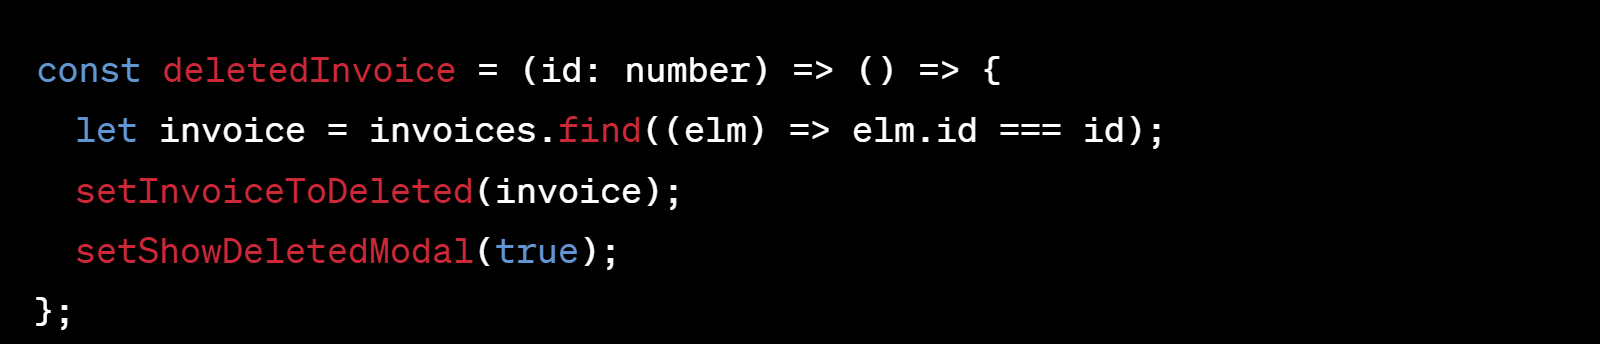 const deletedInvoice = (id: number) => () => {
let invoice = invoices.find((elm) => elm.id === id);
setInvoiceToDeleted(invoice);
setShowDeletedModal(true);
};